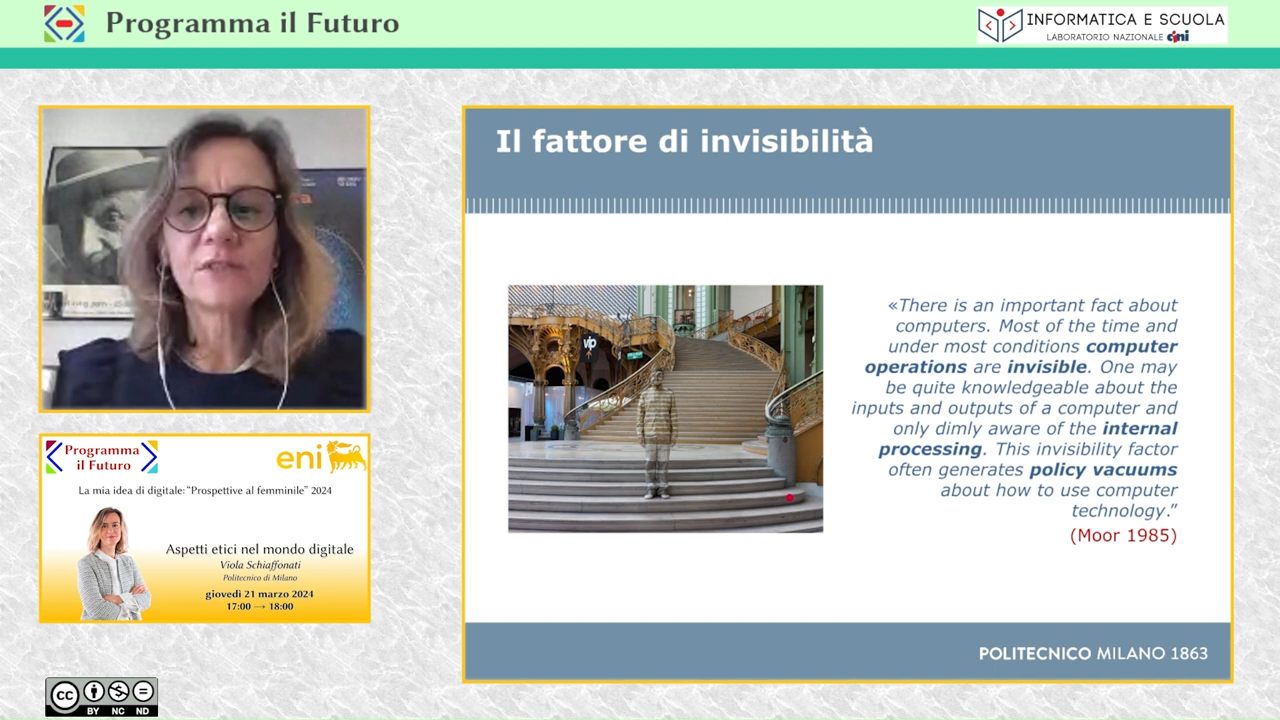 Programma il Futuro
INFORMATICA E SCUOLA
LABORATORIO NAZIONALE cini
Programma
il Futuro
eni
La mia idea di digitale: “Prospettive al femminile” 2024
Aspetti etici nel mondo digitale
Viola Schiaffonati
Politecnico di Milano
giovedì 21 marzo 2024
17:00 → 18:00
cc
BY NC ND
Il fattore di invisibilità
vip
«There is an important fact about
computers. Most of the time and
under most conditions computer
operations are invisible. One may
be quite knowledgeable about the
inputs and outputs of a computer and
only dimly aware of the internal
processing. This invisibility factor
often generates policy vacuums
about how to use computer
technology.”
(Moor 1985)
POLITECNICO MILANO 1863